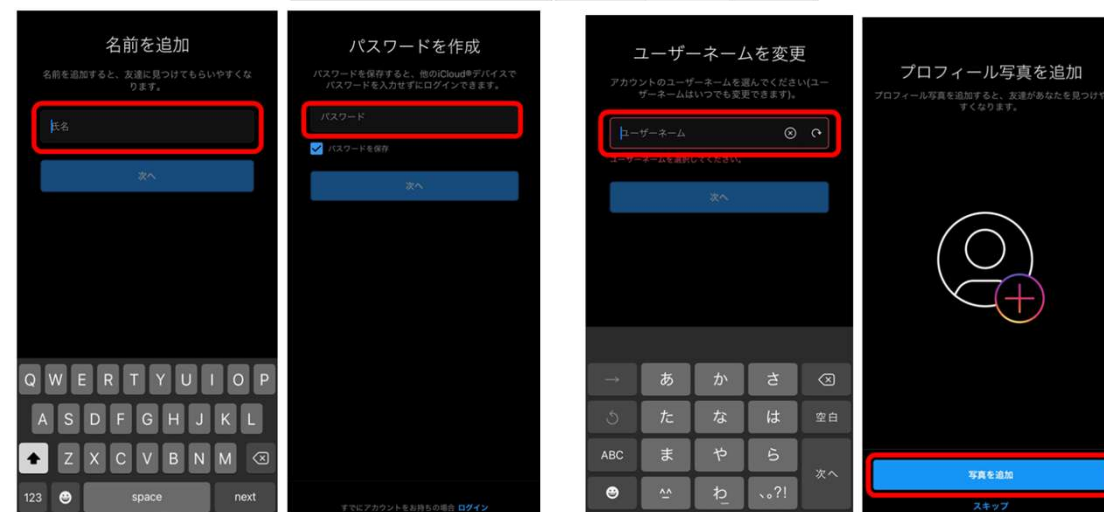 名前を追加
名前を追加すると、友達に見つけてもらいやすくな
ります。
氏名
次へ
Q W E R T Y U I O P
A S D F G H J K L
Z X C V B N M
123 space next
パスワードを作成
パスワードを保存すると、他のiCloud®デバイスで
パスワードを入力せずにログインできます。
パスワード
パスワードを保存
次へ
すでにアカウントをお持ちの場合 ログイン
ユーザーネームを変更
アカウントのユーザーネームを選んでください(ユー
ザーネームはいつでも変更できます)。
ユーザーネーム
ユーザーネームを選択してください。
次へ
→ あ か さ
た な は 空白
ABC ま や ら
^^ わ 、。?! 次へ
プロフィール写真を追加
プロフィール写真を追加すると、友達があなたを見つけや
すくなります。
写真を追加
スキップ